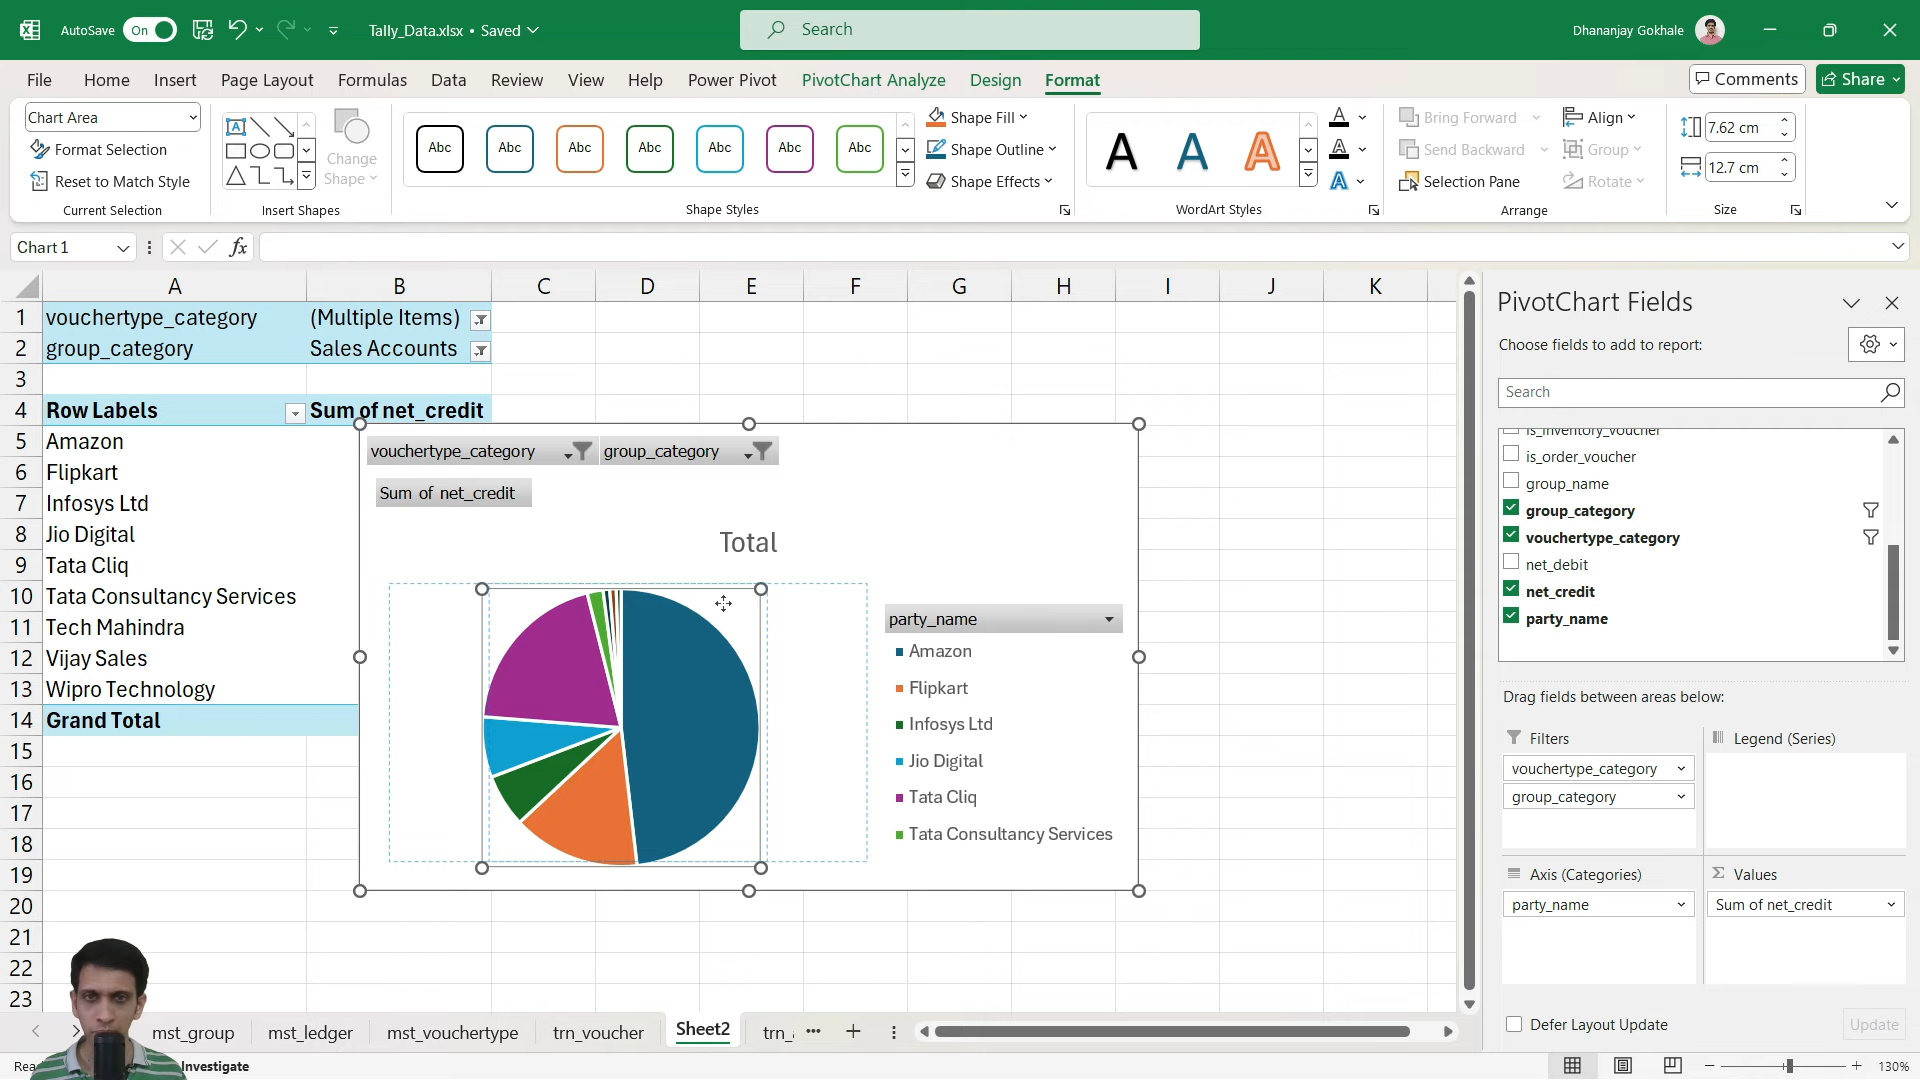 AutoSave On Tally_Data.xlsx • Saved Search Dhananjay Gokhale
File Home Insert Page Layout Formulas Data Review View Help Power Pivot PivotChart Analyze Design Format Comments Share
Chart Area
Format Selection
Reset to Match Style
Current Selection
Change
Shape
Insert Shapes
Abc Abc Abc Abc Abc Abc Abc
Shape Fill
Shape Outline
Shape Effects
Shape Styles
A A A
WordArt Styles
Bring Forward
Send Backward
Selection Pane
Align
Group
Rotate
Arrange
7.62 cm
12.7 cm
Size
Chart 1 fx
A B C D E F G H I J K
1 vouchertype_category (Multiple Items)
2 group_category Sales Accounts
3
4 Row Labels Sum of net_credit
5 Amazon
6 Flipkart
7 Infosys Ltd
8 Jio Digital
9 Tata Cliq
10 Tata Consultancy Services
11 Tech Mahindra
12 Vijay Sales
13 Wipro Technology
14 Grand Total
15
16
17
18
19
20
21
22
23
vouchertype_category group_category
Sum of net_credit
Total
party_name
Amazon
Flipkart
Infosys Ltd
Jio Digital
Tata Cliq
Tata Consultancy Services
PivotChart Fields
Choose fields to add to report:
Search
is_inventory_voucher
is_order_voucher
group_name
group_category
vouchertype_category
net_debit
net_credit
party_name
Drag fields between areas below:
Filters
vouchertype_category
group_category
Legend (Series)
Axis (Categories)
party_name
Values
Sum of net_credit
Defer Layout Update Update
mst_group mst_ledger mst_vouchertype trn_voucher Sheet2
Investigate 130%